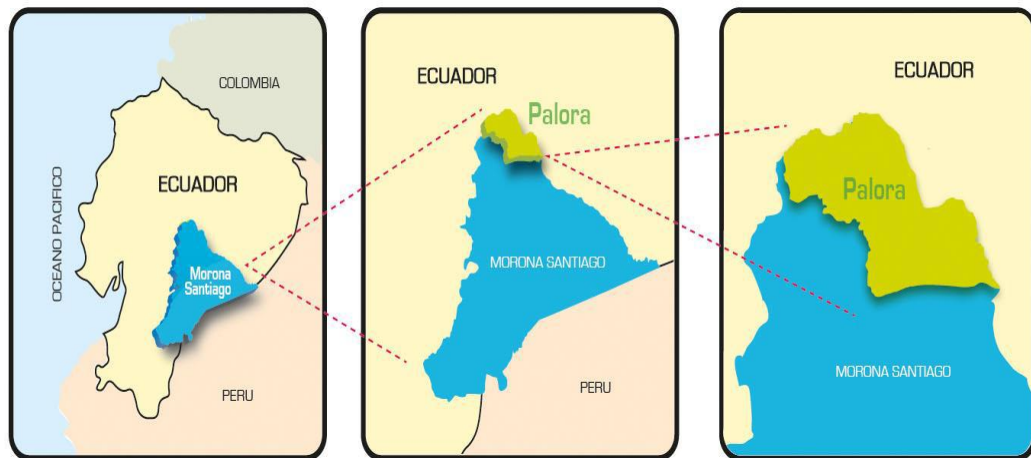 COLOMBIA
ECUADOR
OCEANO PACIFICO
Morona
Santiago
PERU
ECUADOR
Palora
MORONA SANTIAGO
PERU
ECUADOR
Palora
MORONA SANTIAGO